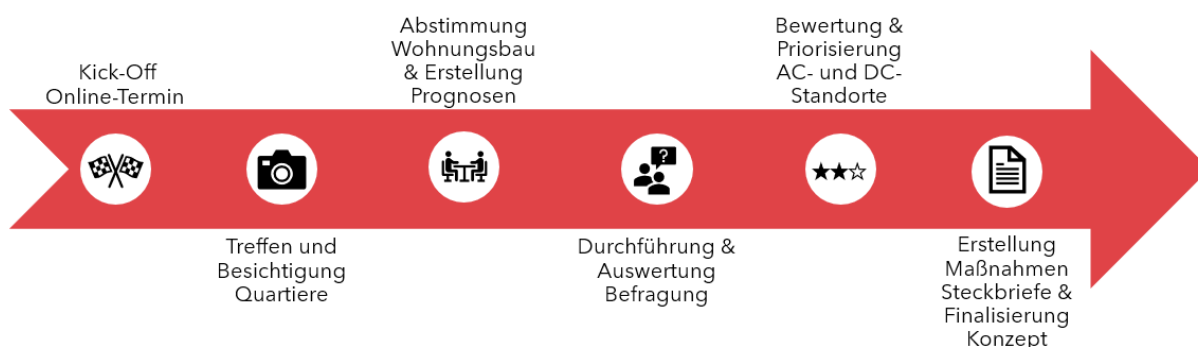 Kick-Off
Online-Termin
Treffen und
Besichtigung
Quartiere
Abstimmung
Wohnungsbau
& Erstellung
Prognosen
?
Durchführung &
Auswertung
Befragung
Bewertung &
Priorisierung
AC- und DC-
Standorte
Erstellung
Maßnahmen
Steckbriefe &
Finalisierung
Konzept